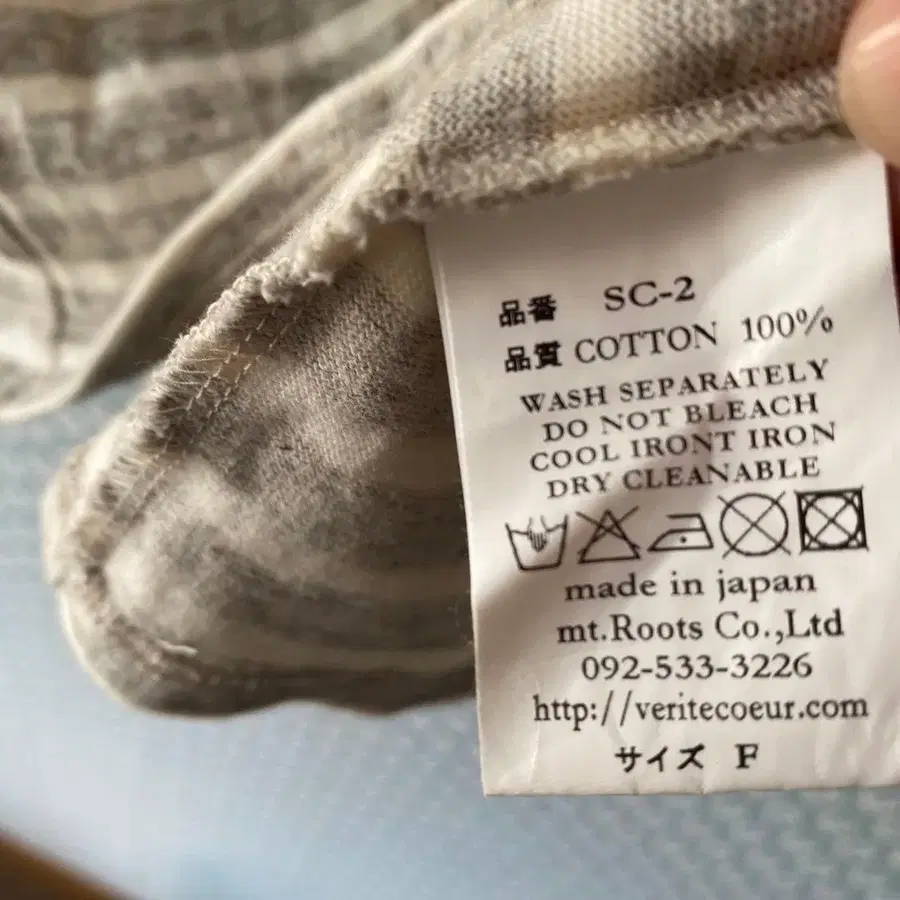 品番 SC-2
品質 COTTON 100%
WASH SEPARATELY
DO NOT BLEACH
COOL IRONT IRON
DRY CLEANABLE
made in japan
mt.Roots Co.,Ltd
092-533-3226
http://veritecoeur.com
サイズ F